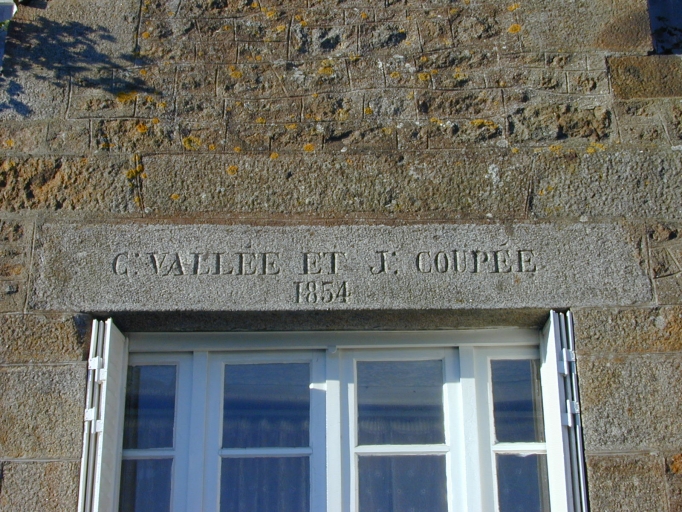 C: VALLÉE ET J: COUPÉE
1854